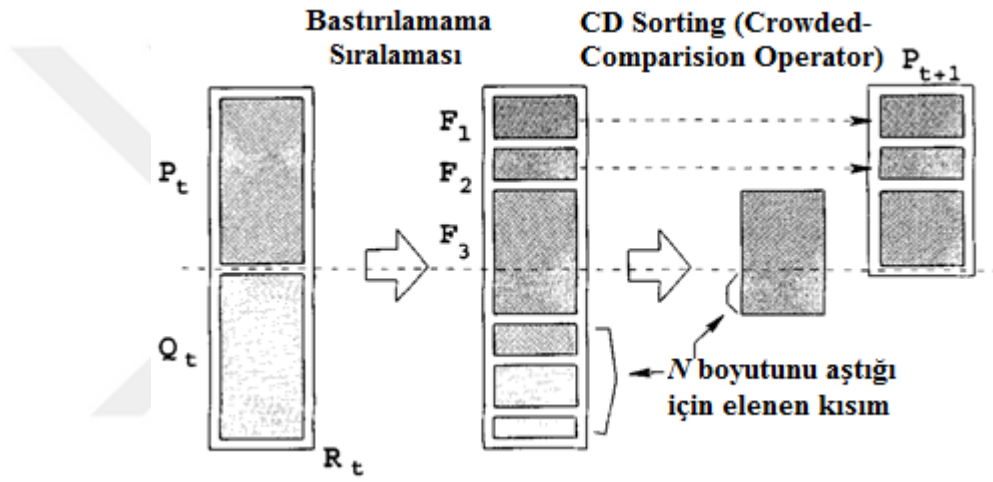 Bastırılamama
Sıralaması
CD Sorting (Crowded-
Comparision Operator)
P t+1
F 1
F 2
P t
F 3
Q t
N boyutunu aştığı
için elenen kısım
R t